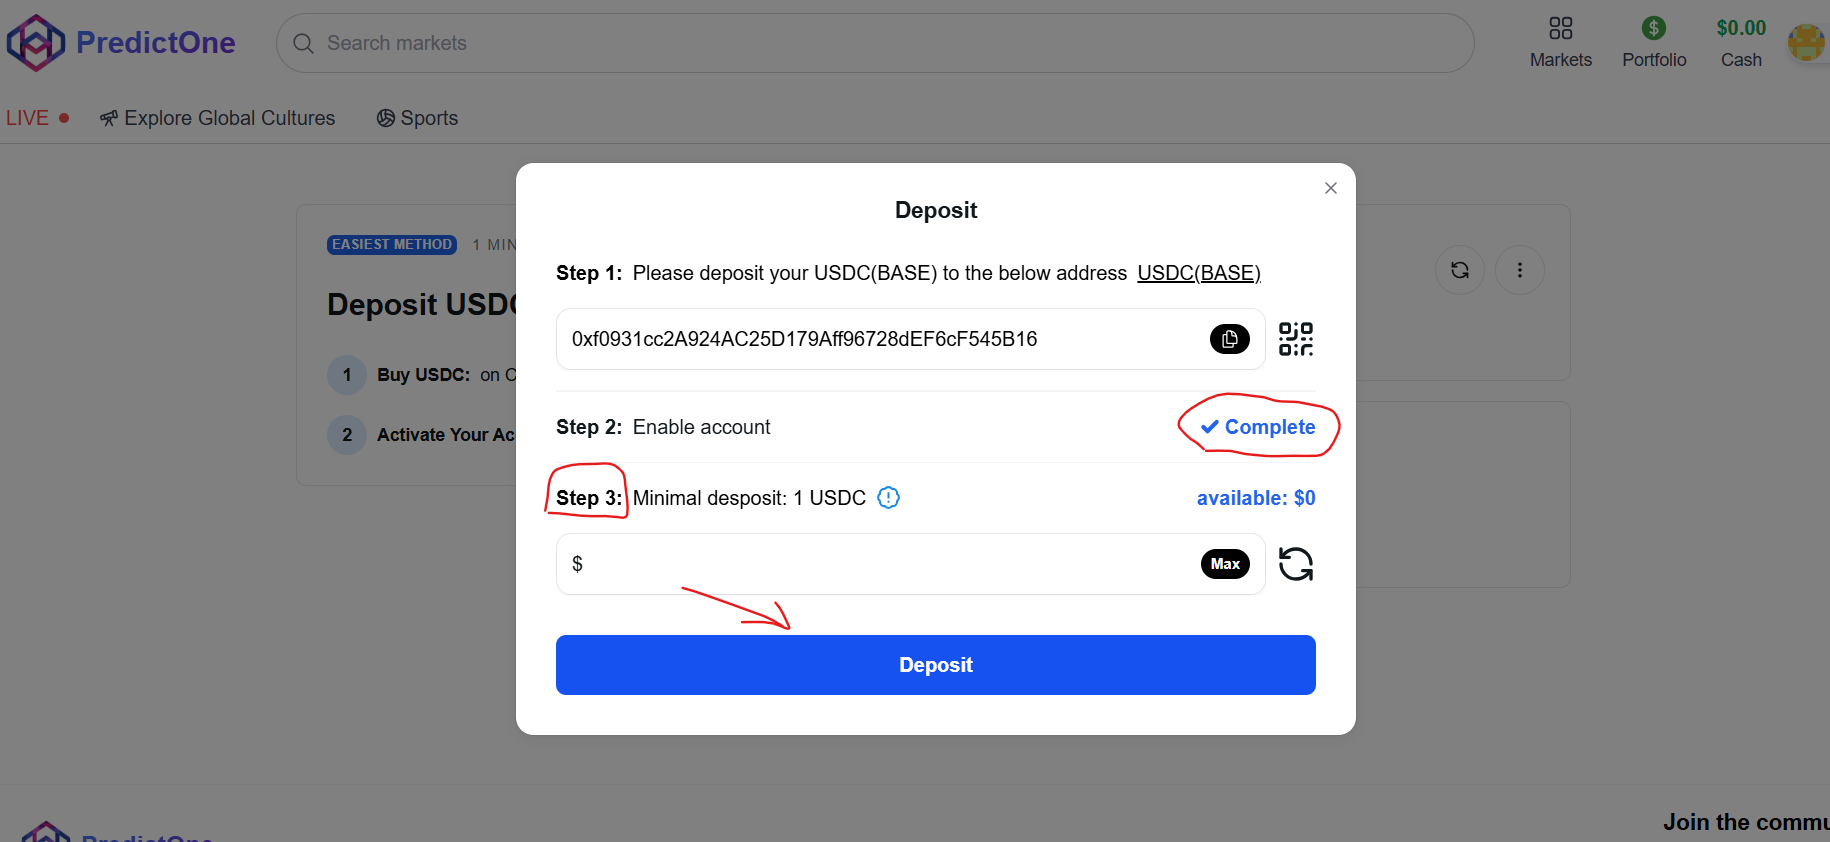 PredictOne
Search markets
Markets
Portfolio
$0.00
Cash
LIVE
Explore Global Cultures
Sports
EASIEST METHOD
1 MIN
Deposit USDC
1
Buy USDC: on C
2
Activate Your Ac
Deposit
Step 1: Please deposit your USDC(BASE) to the below address USDC(BASE)
0xf0931cc2A924AC25D179Aff96728dEF6cF545B16
Step 2: Enable account
Complete
Step 3: Minimal desposit: 1 USDC
available: $0
$
Max
Deposit
PredictOne
Join the commu